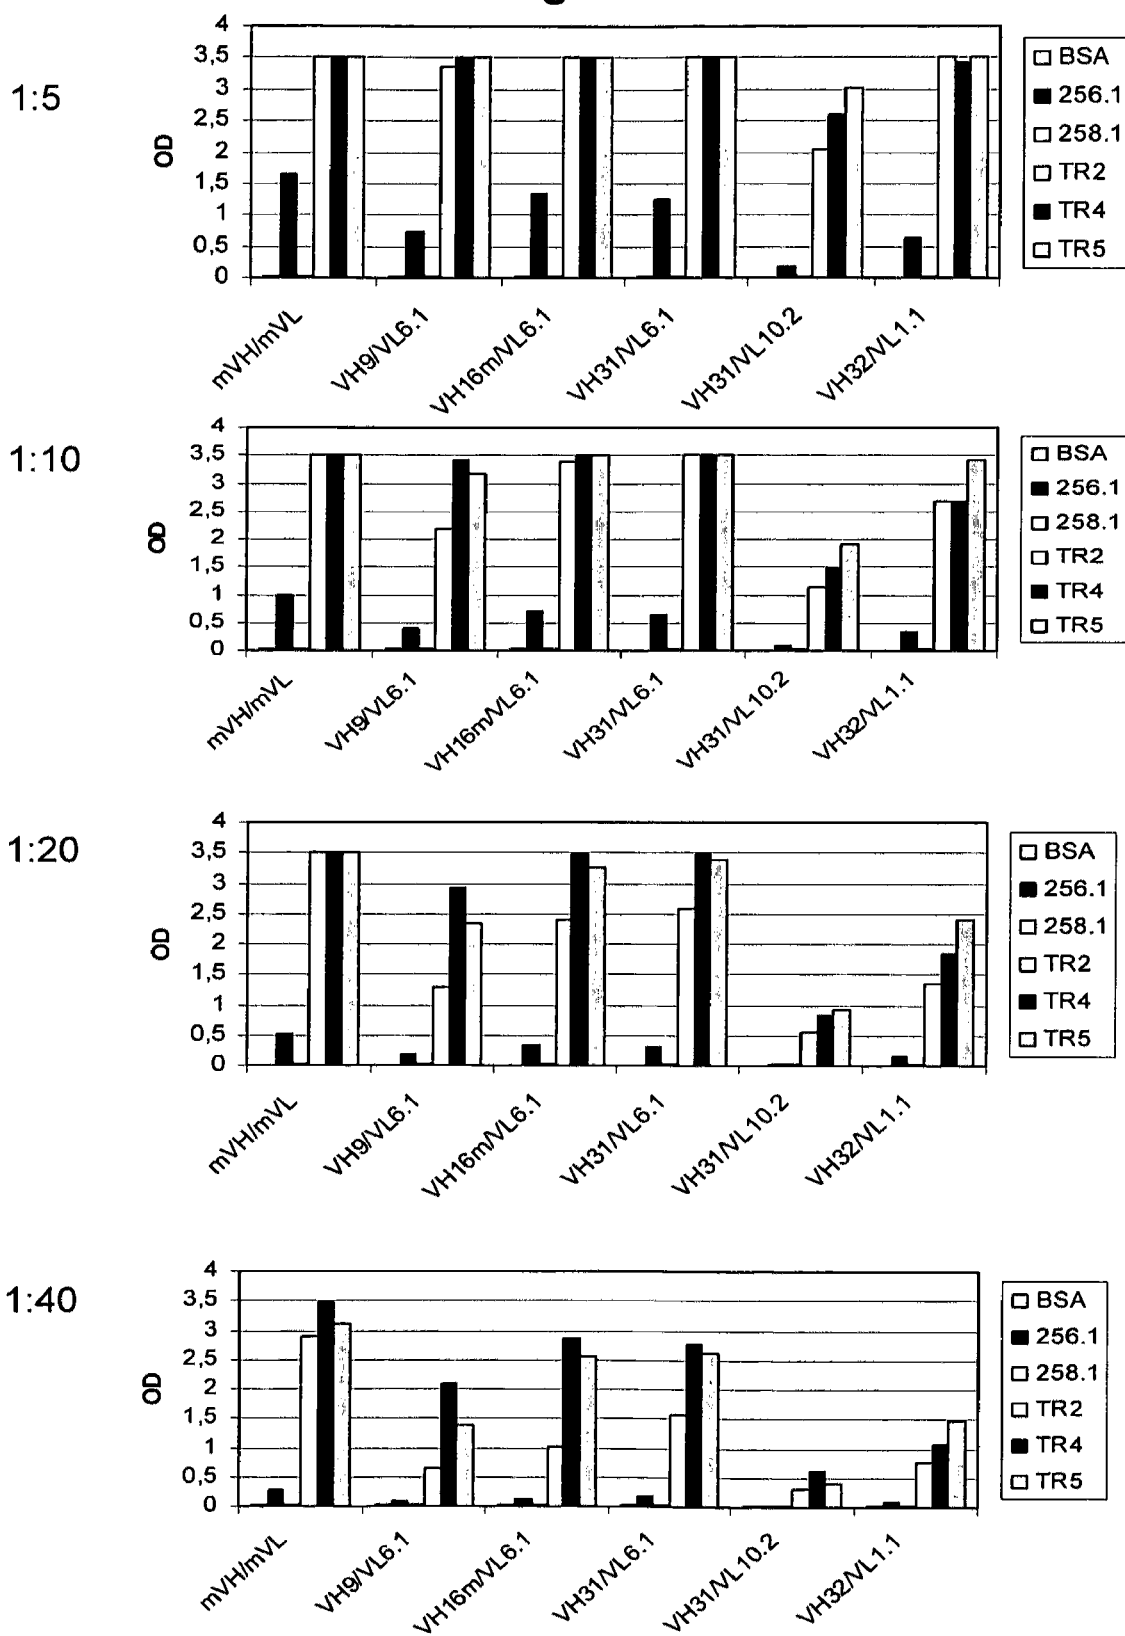 1:5
OD
4
3,5
3
2,5
2
1,5
1
0,5
0
mVH/mVL
VH9/VL6.1
VH16m/VL6.1
VH31/VL6.1
VH31/VL10.2
VH32/VL1.1
BSA
256.1
258.1
TR2
TR4
TR5
1:10
OD
4
3,5
3
2,5
2
1,5
1
0,5
0
mVH/mVL
VH9/VL6.1
VH16m/VL6.1
VH31/VL6.1
VH31/VL10.2
VH32/VL1.1
BSA
256.1
258.1
TR2
TR4
TR5
1:20
OD
4
3,5
3
2,5
2
1,5
1
0,5
0
mVH/mVL
VH9/VL6.1
VH16m/VL6.1
VH31/VL6.1
VH31/VL10.2
VH32/VL1.1
BSA
256.1
258.1
TR2
TR4
TR5
1:40
OD
4
3,5
3
2,5
2
1,5
1
0,5
0
mVH/mVL
VH9/VL6.1
VH16m/VL6.1
VH31/VL6.1
VH31/VL10.2
VH32/VL1.1
BSA
256.1
258.1
TR2
TR4
TR5